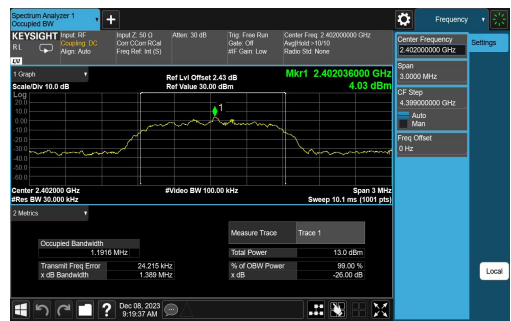 Spectrum Analyzer 1
Occupied BW
+
Frequency
KEYSIGHT
Input: RF
Coupling: DC
Align: Auto
Input Z: 50 Ω
Corr CCorr RCal
Freq Ref: Int (S)
Atten: 30 dB
Trig: Free Run
Gate: Off
#IF Gain: Low
Center Freq: 2.402000000 GHz
Avg|Hold:>10/10
Radio Std: None
RL
LXI
Center Frequency
2.402000000 GHz
Settings
Span
3.0000 MHz
CF Step
4.399000000 GHz
Auto
Man
Freq Offset
0 Hz
Local
1 Graph
Scale/Div 10.0 dB
Ref Lvl Offset 2.43 dB
Ref Value 30.00 dBm
Mkr1 2.402036000 GHz
4.03 dBm
Log
20.0
10.0
0.00
-10.0
-20.0
-30.0
-40.0
-50.0
-60.0
1
Center 2.402000 GHz
#Video BW 100.00 kHz
Span 3 MHz
#Res BW 30.000 kHz
Sweep 10.1 ms (1001 pts)
2 Metrics
Measure Trace Trace 1
Occupied Bandwidth
1.1916 MHz
Total Power 13.0 dBm
Transmit Freq Error 24.215 kHz
% of OBW Power 99.00 %
x dB Bandwidth 1.389 MHz
x dB -26.00 dB
?
Dec 08, 2023
9:19:37 AM